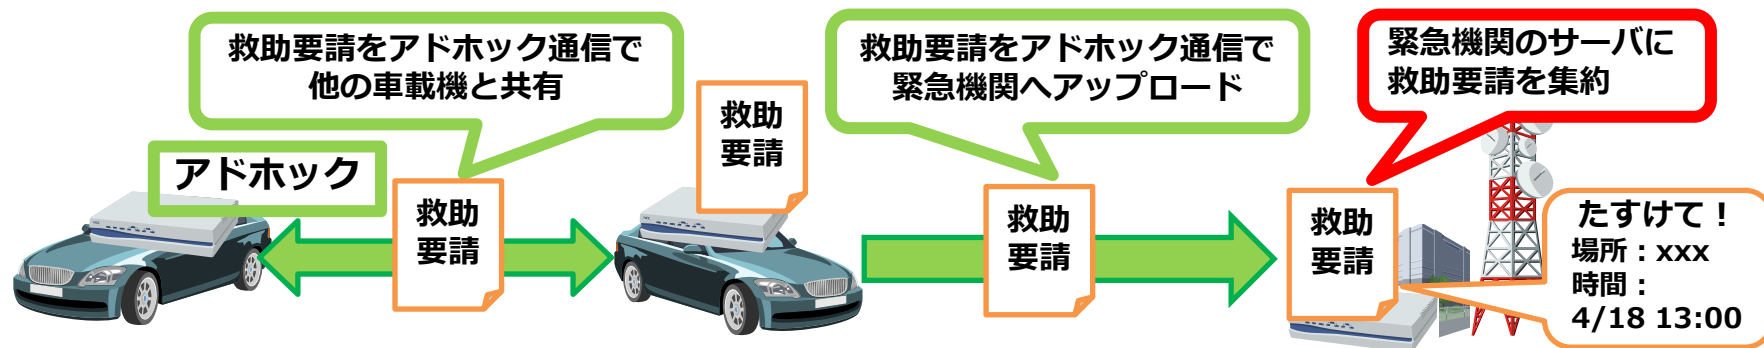 救助要請をアドホック通信で
他の車載機と共有
救助要請をアドホック通信で
緊急機関へアップロード
緊急機関のサーバに
救助要請を集約
アドホック
救助
要請
救助
要請
救助
要請
救助
要請
たすけて！
場所：xxx
時間：
4/18 13:00